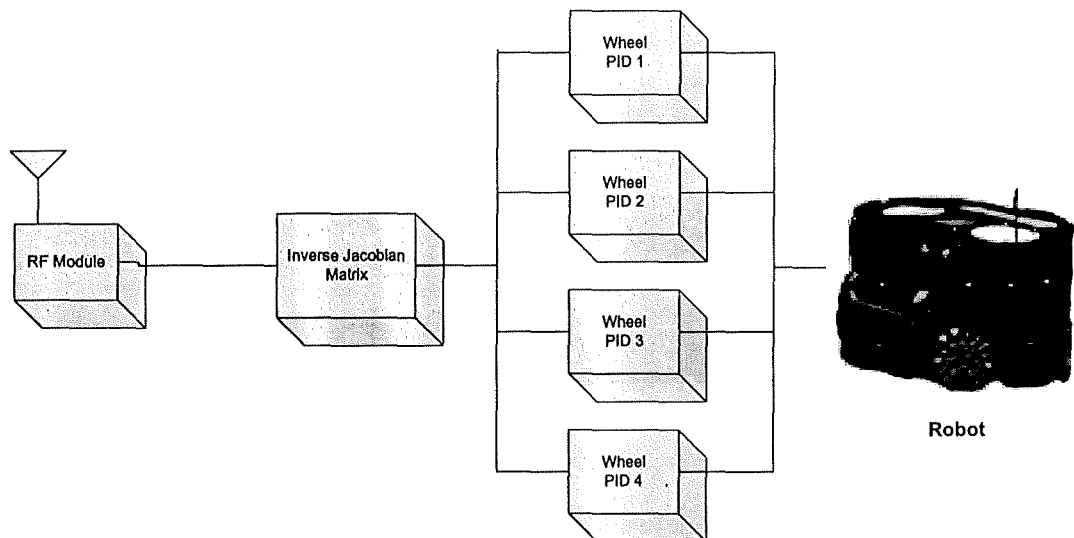 Wheel
PID 1
Wheel
PID 2
RF Module
Inverse Jacobian
Matrix
Wheel
PID 3
Robot
Wheel
PID 4